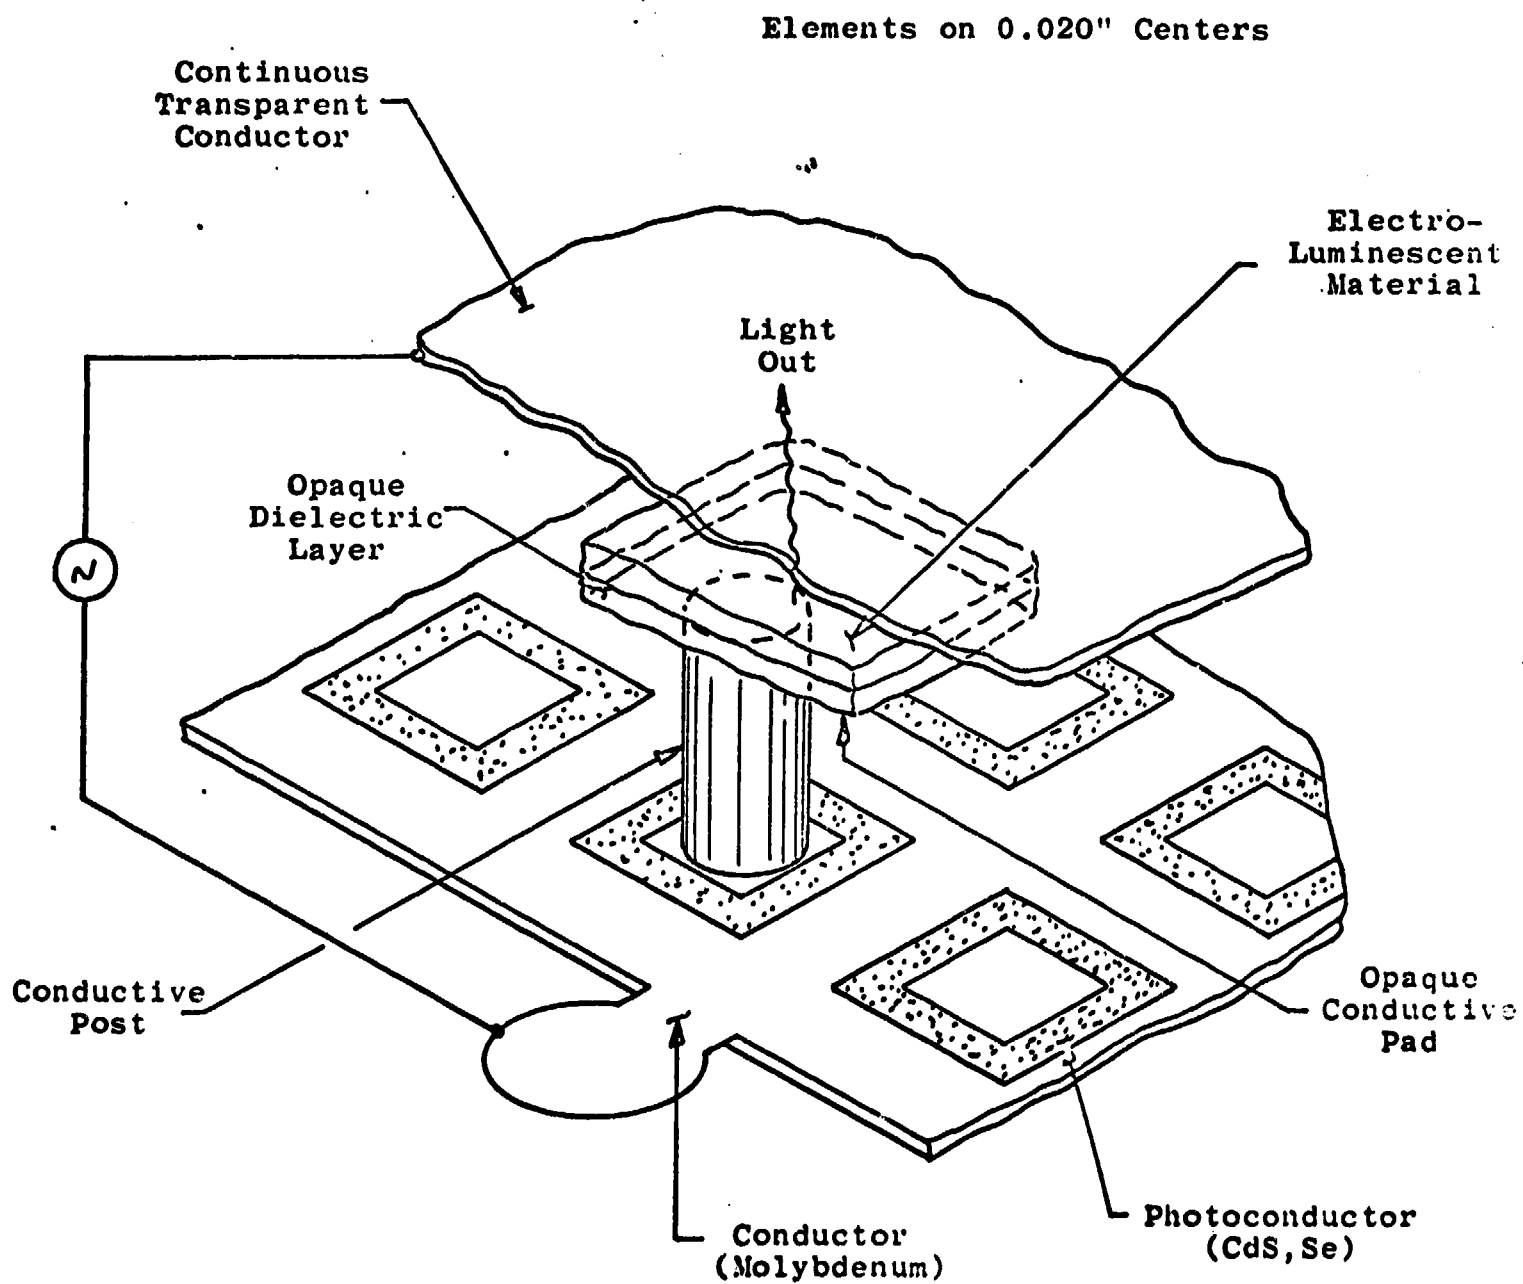 Elements on 0.020" Centers
Continuous
Transparent
Conductor
Electro-
Luminescent
Material
Light
Out
Opaque
Dielectric
Layer
~
Conductive
Post
Opaque
Conductive
Pad
Photoconductor
(CdS,Se)
Conductor
(Molybdenum)